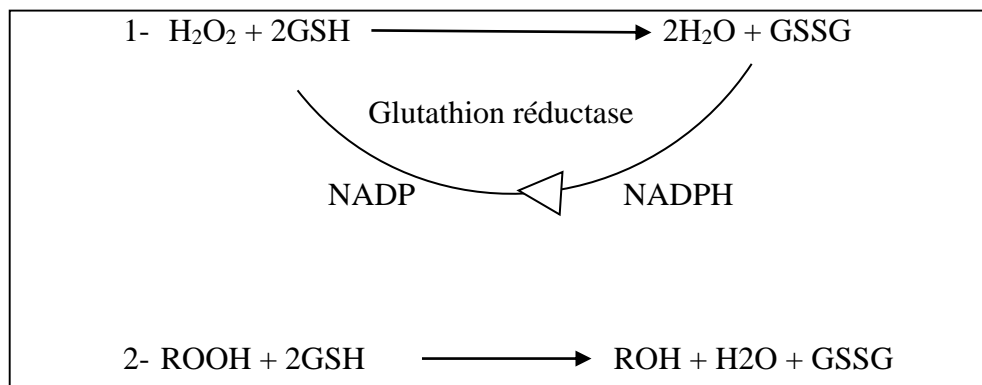 1- H₂O₂ + 2GSH 2H₂O + GSSG
Glutathion réductase
NADP NADPH
2- ROOH + 2GSH ROH + H2O + GSSG